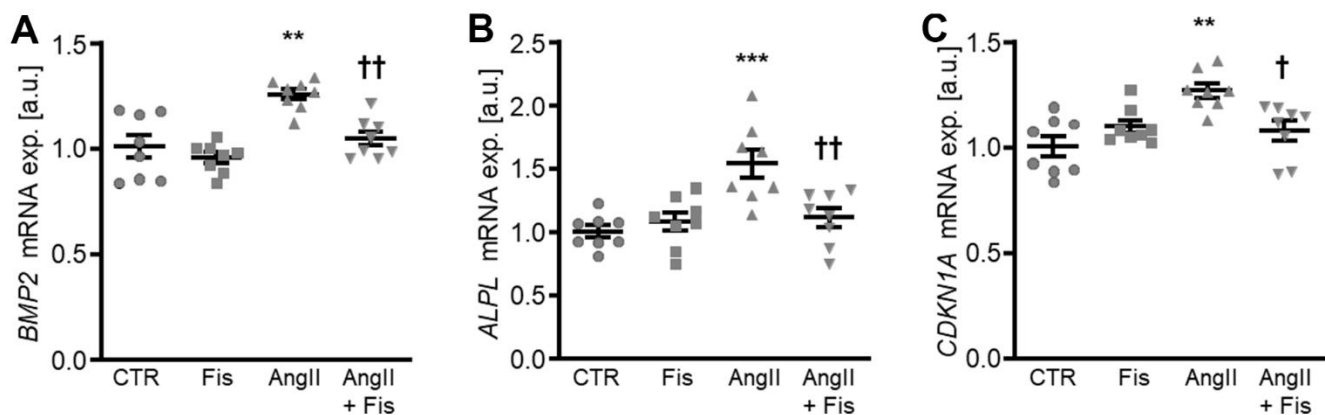 A
BMP2 mRNA exp. [a.u.]
1.5
1.0
0.5
0.0
**
††
CTR
Fis
AngII
AngII
+ Fis
B
ALPL mRNA exp. [a.u.]
2.5
2.0
1.5
1.0
0.5
0.0
***
††
CTR
Fis
AngII
AngII
+ Fis
C
CDKN1A mRNA exp. [a.u.]
1.5
1.0
0.5
0.0
**
†
CTR
Fis
AngII
AngII
+ Fis